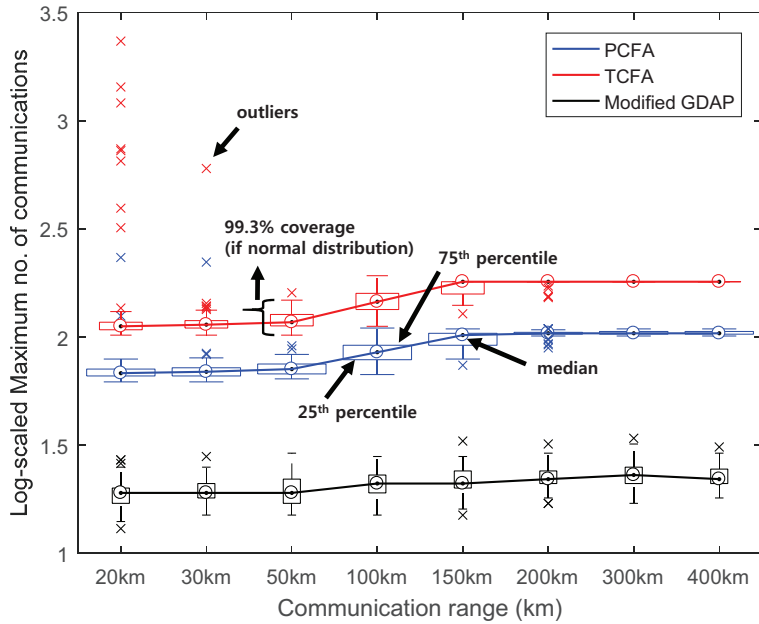 3.5
3
2.5
2
1.5
1
Log-scaled Maximum no. of communications
PCFA
TCFA
Modified GDAP
outliers
99.3% coverage
(if normal distribution)
75th percentile
25th percentile
median
20km 30km 50km 100km 150km 200km 300km 400km
Communication range (km)